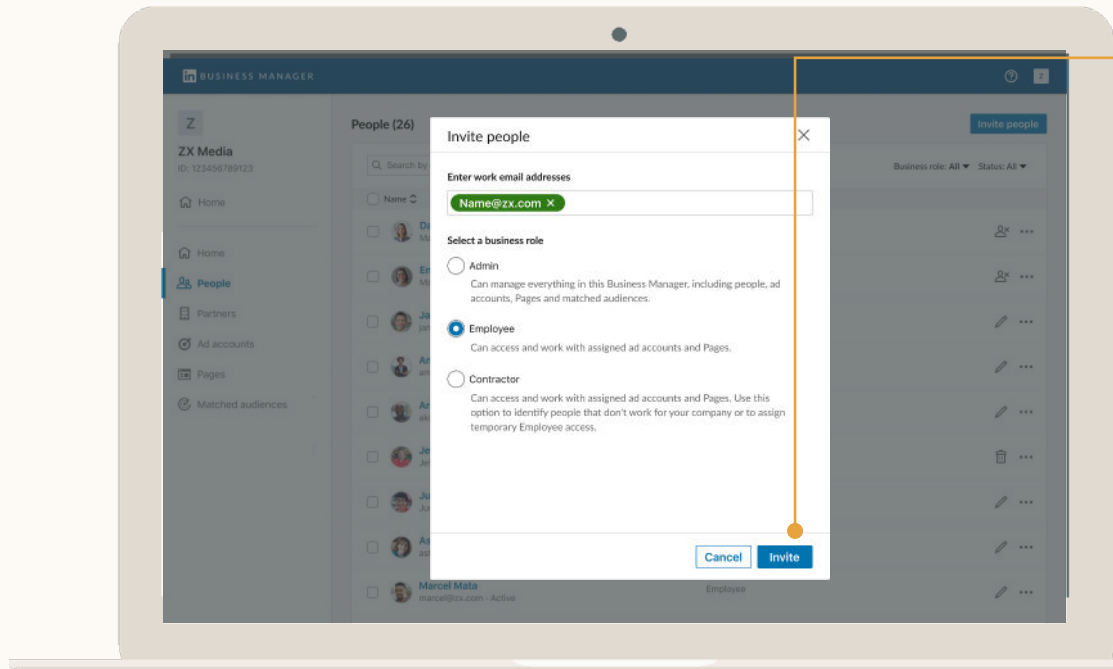 in BUSINESS MANAGER
Z
Z
ZX Media
ID: 123456789123
Home
Home
People
Partners
Ad accounts
Pages
Matched audiences
People (26)
Invite people
Search by
Business role: All Status: All
Name
Invite people
Enter work email addresses
Name@zx.com
Select a business role
Admin
Can manage everything in this Business Manager, including people, ad
accounts, Pages and matched audiences.
Employee
Can access and work with assigned ad accounts and Pages.
Contractor
Can access and work with assigned ad accounts and Pages. Use this
option to identify people that don't work for your company or to assign
temporary Employee access.
Cancel
Invite
Marcel Mata
Employee
marcel@zx.com - Active